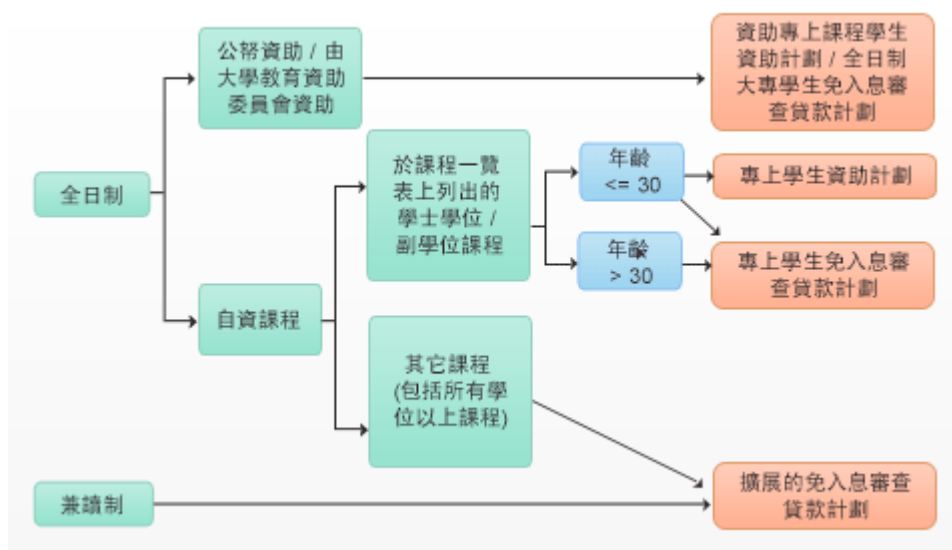 全日制
公帑資助 / 由
大學教育資助
委員會資助
資助專上課程學生
資助計劃 / 全日制
大專學生免入息審
查貸款計劃
自資課程
於課程一覽
表上列出的
學士學位 /
副學位課程
年齡
<= 30
專上學生資助計劃
年齡
> 30
專上學生免入息審
查貸款計劃
其它課程
(包括所有學
位以上課程)
兼讀制
擴展的免入息審查
貸款計劃